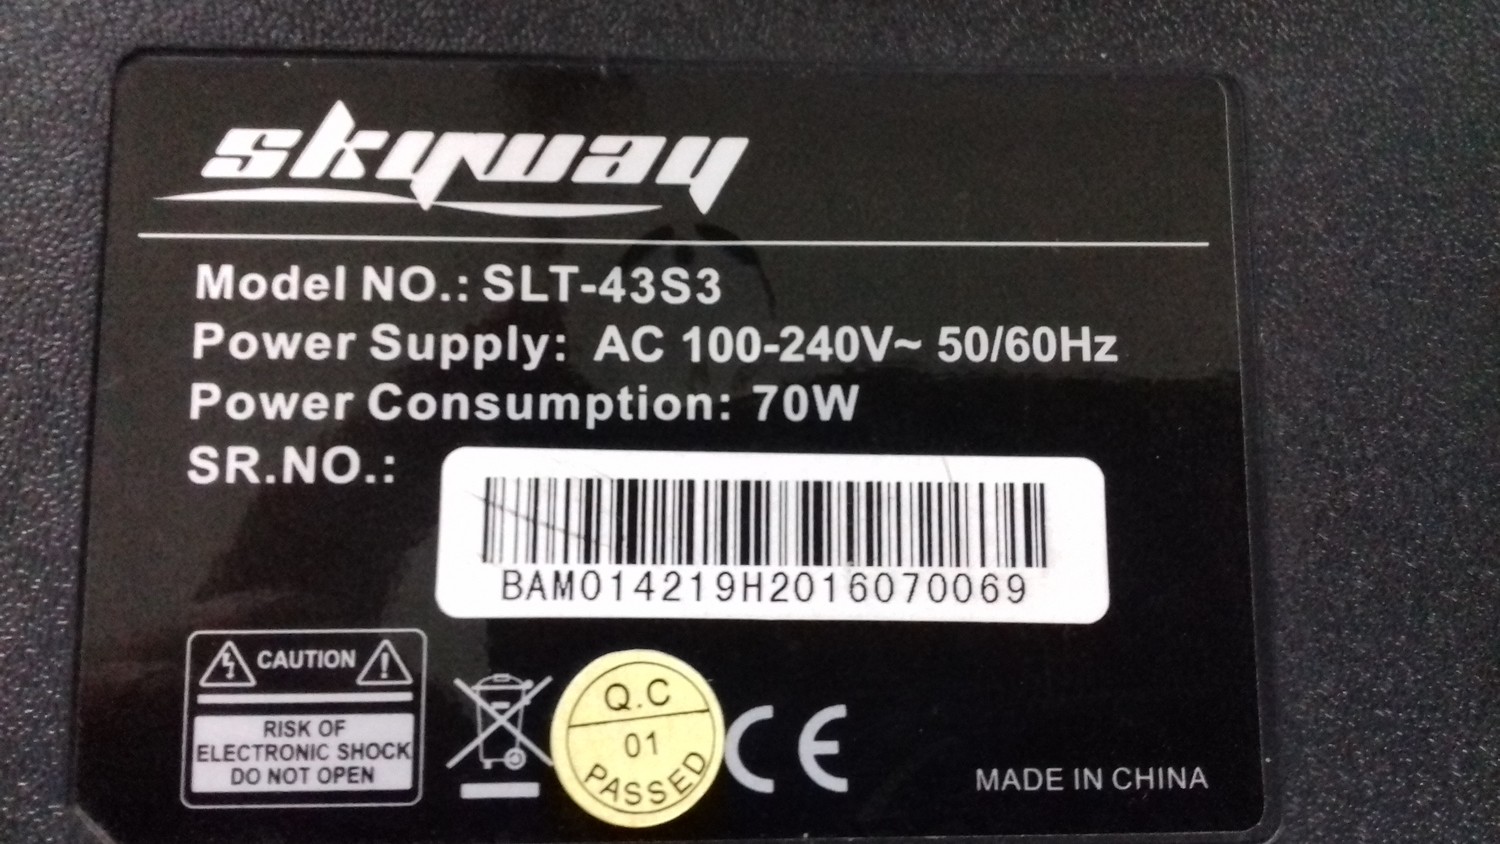 skyway
Model NO.: SLT-43S3
Power Supply: AC 100-240V~ 50/60Hz
Power Consumption: 70W
SR.NO.:
BAM014219H2016070069
CAUTION
RISK OF
ELECTRONIC SHOCK
DO NOT OPEN
Q.C
01
PASSED
CE
MADE IN CHINA